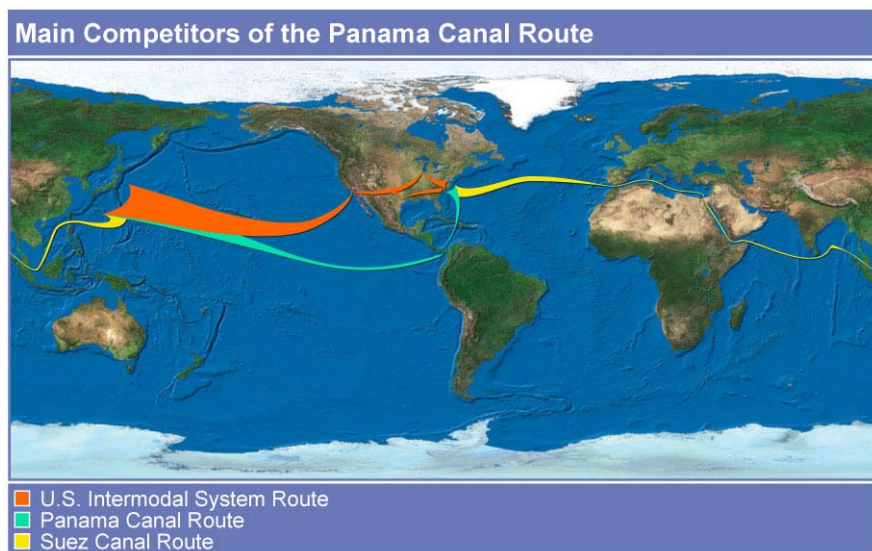 Main Competitors of the Panama Canal Route
U.S. Intermodal System Route
Panama Canal Route
Suez Canal Route